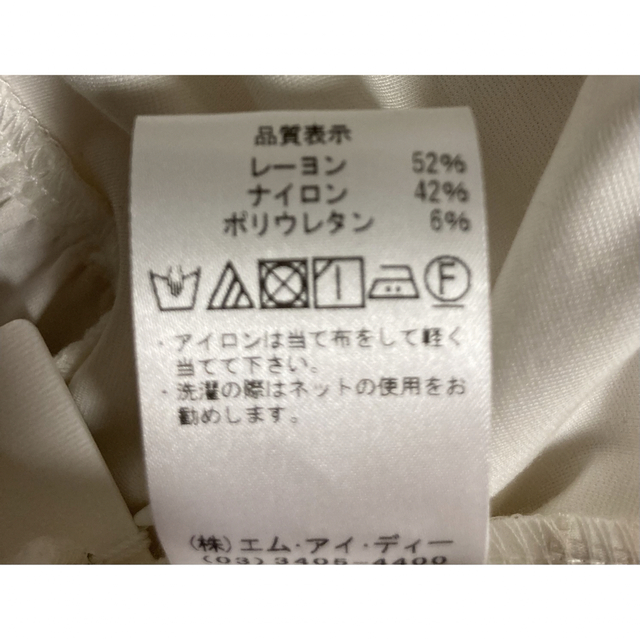 品質表示
レーヨン 52%
ナイロン 42%
ポリウレタン 6%
F
・アイロンは当て布をして軽く
当てて下さい。
・洗濯の際はネットの使用をお
勧めします。
(株)エム・アイ・ディー
(03)3405-4400